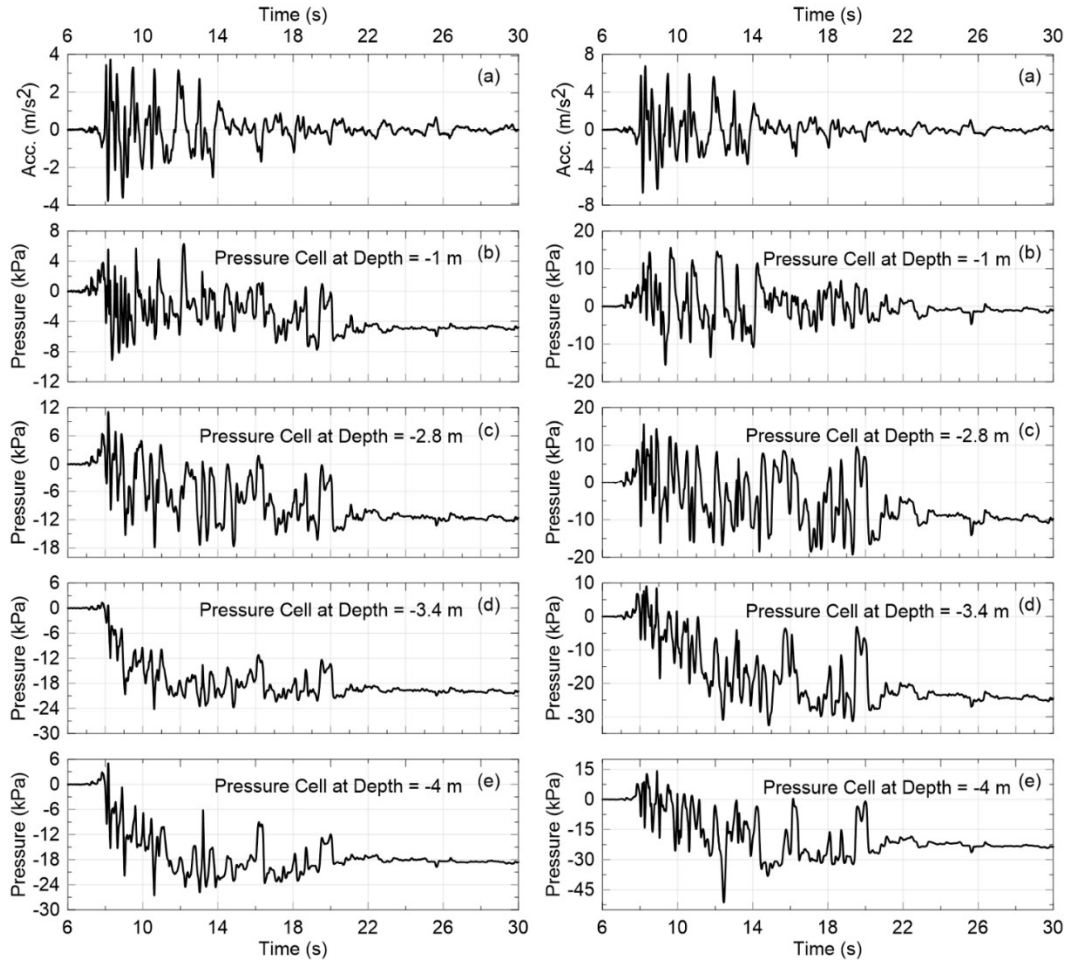 Time (s)
6 10 14 18 22 26 30
4
2
0
-2
-4
Acc. (m/s²)
(a)
8
4
0
-4
-8
-12
Pressure (kPa)
Pressure Cell at Depth = -1 m (b)
12
6
0
-6
-12
-18
Pressure (kPa)
Pressure Cell at Depth = -2.8 m (c)
6
0
-6
-12
-18
-24
-30
Pressure (kPa)
Pressure Cell at Depth = -3.4 m (d)
6
0
-6
-12
-18
-24
-30
Pressure (kPa)
Pressure Cell at Depth = -4 m (e)
6 10 14 18 22 26 30
Time (s)
Time (s)
6 10 14 18 22 26 30
8
4
0
-4
-8
Acc. (m/s²)
(a)
20
10
0
-10
-20
Pressure (kPa)
Pressure Cell at Depth = -1 m (b)
20
10
0
-10
-20
Pressure (kPa)
Pressure Cell at Depth = -2.8 m (c)
10
0
-10
-20
-30
Pressure (kPa)
Pressure Cell at Depth = -3.4 m (d)
15
0
-15
-30
-45
Pressure (kPa)
Pressure Cell at Depth = -4 m (e)
6 10 14 18 22 26 30
Time (s)